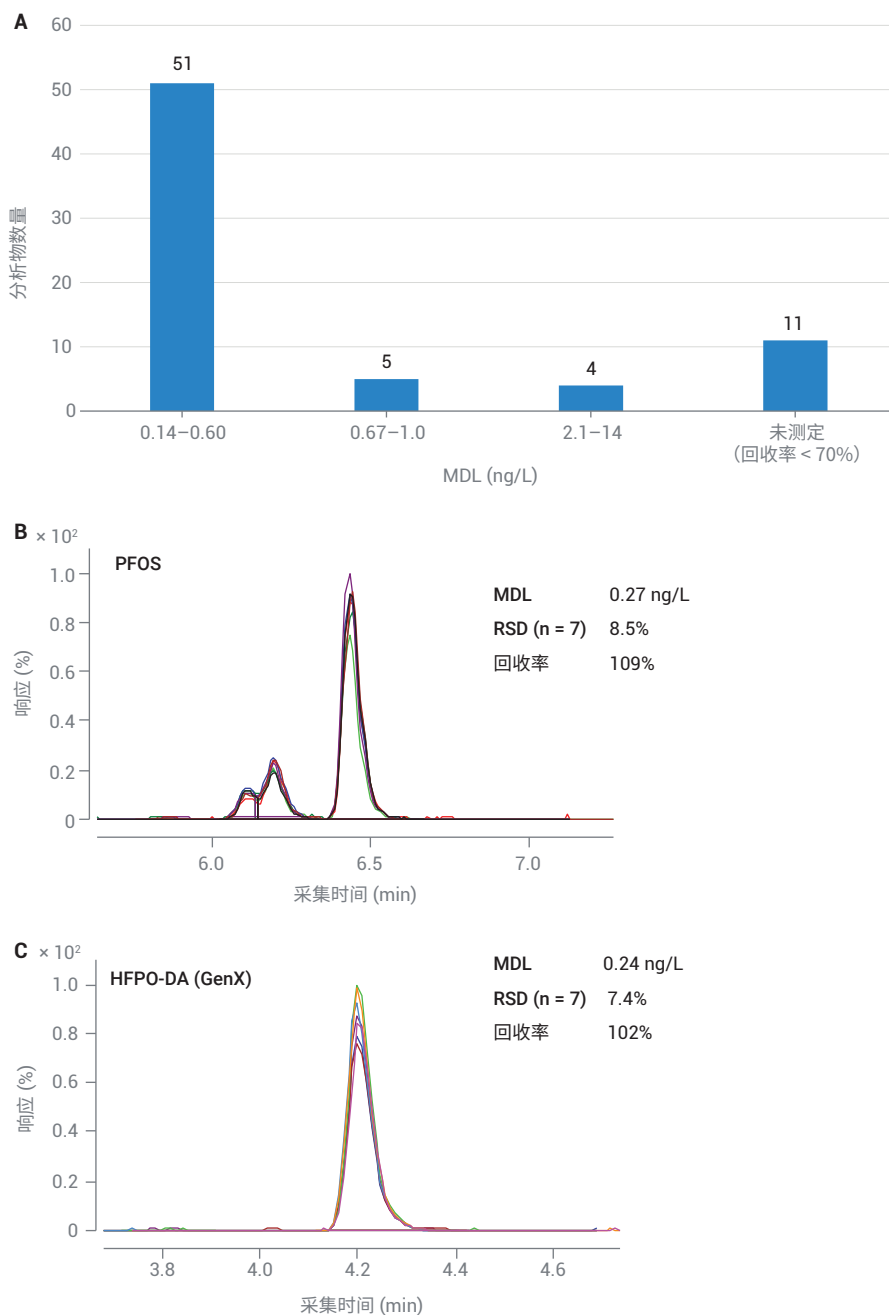 A
60
50
40
30
20
10
0
分析物数量
51
5
4
11
0.14–0.60
0.67–1.0
2.1–14
未测定
（回收率 < 70%）
MDL (ng/L)
B
× 10²
PFOS
MDL 0.27 ng/L
RSD (n = 7) 8.5%
回收率 109%
1.0
0.8
0.6
0.4
0.2
0
响应 (%)
6.0
6.5
7.0
采集时间 (min)
C
× 10²
HFPO-DA (GenX)
MDL 0.24 ng/L
RSD (n = 7) 7.4%
回收率 102%
1.0
0.8
0.6
0.4
0.2
0
响应 (%)
3.8
4.0
4.2
4.4
4.6
采集时间 (min)